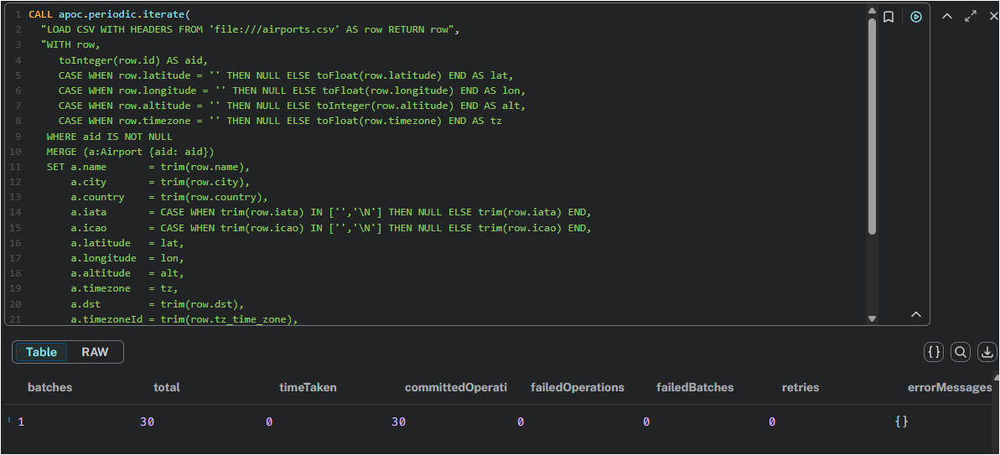 1 CALL apoc.periodic.iterate(
2 "LOAD CSV WITH HEADERS FROM 'file:///airports.csv' AS row RETURN row",
3 "WITH row,
4 toInteger(row.id) AS aid,
5 CASE WHEN row.latitude = '' THEN NULL ELSE toFloat(row.latitude) END AS lat,
6 CASE WHEN row.longitude = '' THEN NULL ELSE toFloat(row.longitude) END AS lon,
7 CASE WHEN row.altitude = '' THEN NULL ELSE toInteger(row.altitude) END AS alt,
8 CASE WHEN row.timezone = '' THEN NULL ELSE toFloat(row.timezone) END AS tz
9 WHERE aid IS NOT NULL
10 MERGE (a:Airport {aid: aid})
11 SET a.name = trim(row.name),
12 a.city = trim(row.city),
13 a.country = trim(row.country),
14 a.iata = CASE WHEN trim(row.iata) IN ['','\N'] THEN NULL ELSE trim(row.iata) END,
15 a.icao = CASE WHEN trim(row.icao) IN ['','\N'] THEN NULL ELSE trim(row.icao) END,
16 a.latitude = lat,
17 a.longitude = lon,
18 a.altitude = alt,
19 a.timezone = tz,
20 a.dst = trim(row.dst),
21 a.timezoneId = trim(row.tz_time_zone),
Table RAW {}
batches total timeTaken committedOperati failedOperations failedBatches retries errorMessages
1 1 30 0 30 0 0 0 {}